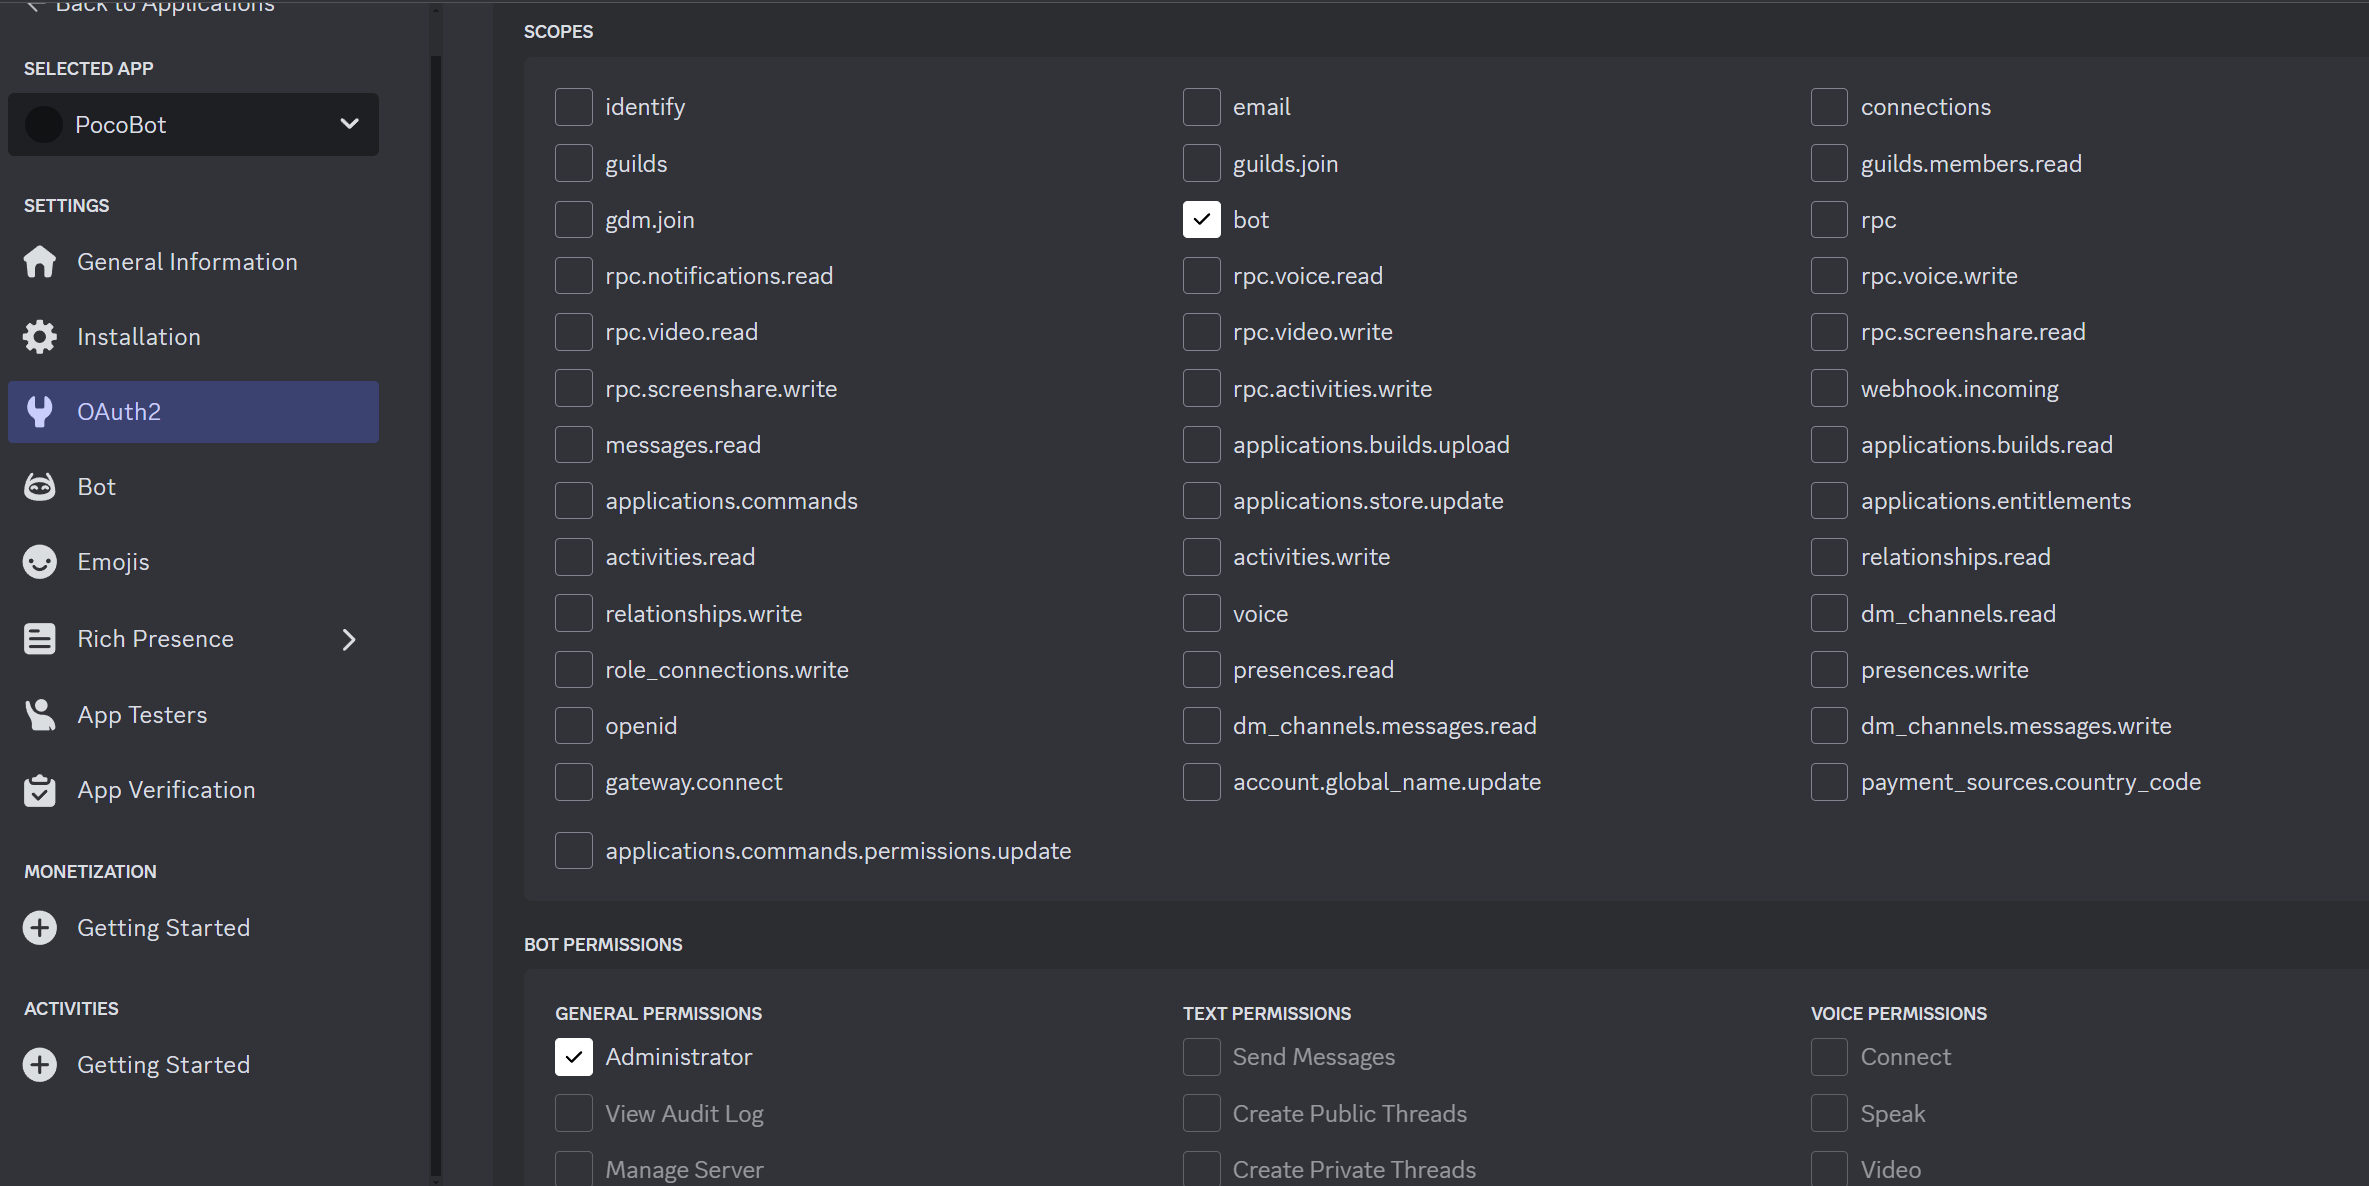 Back to Applications
SELECTED APP
PocoBot
SETTINGS
General Information
Installation
OAuth2
Bot
Emojis
Rich Presence
App Testers
App Verification
MONETIZATION
Getting Started
ACTIVITIES
Getting Started
SCOPES
identify
email
connections
guilds
guilds.join
guilds.members.read
gdm.join
bot
rpc
rpc.notifications.read
rpc.voice.read
rpc.voice.write
rpc.video.read
rpc.video.write
rpc.screenshare.read
rpc.screenshare.write
rpc.activities.write
webhook.incoming
messages.read
applications.builds.upload
applications.builds.read
applications.commands
applications.store.update
applications.entitlements
activities.read
activities.write
relationships.read
relationships.write
voice
dm_channels.read
role_connections.write
presences.read
presences.write
openid
dm_channels.messages.read
dm_channels.messages.write
gateway.connect
account.global_name.update
payment_sources.country_code
applications.commands.permissions.update
BOT PERMISSIONS
GENERAL PERMISSIONS
TEXT PERMISSIONS
VOICE PERMISSIONS
Administrator
Send Messages
Connect
View Audit Log
Create Public Threads
Speak
Manage Server
Create Private Threads
Video